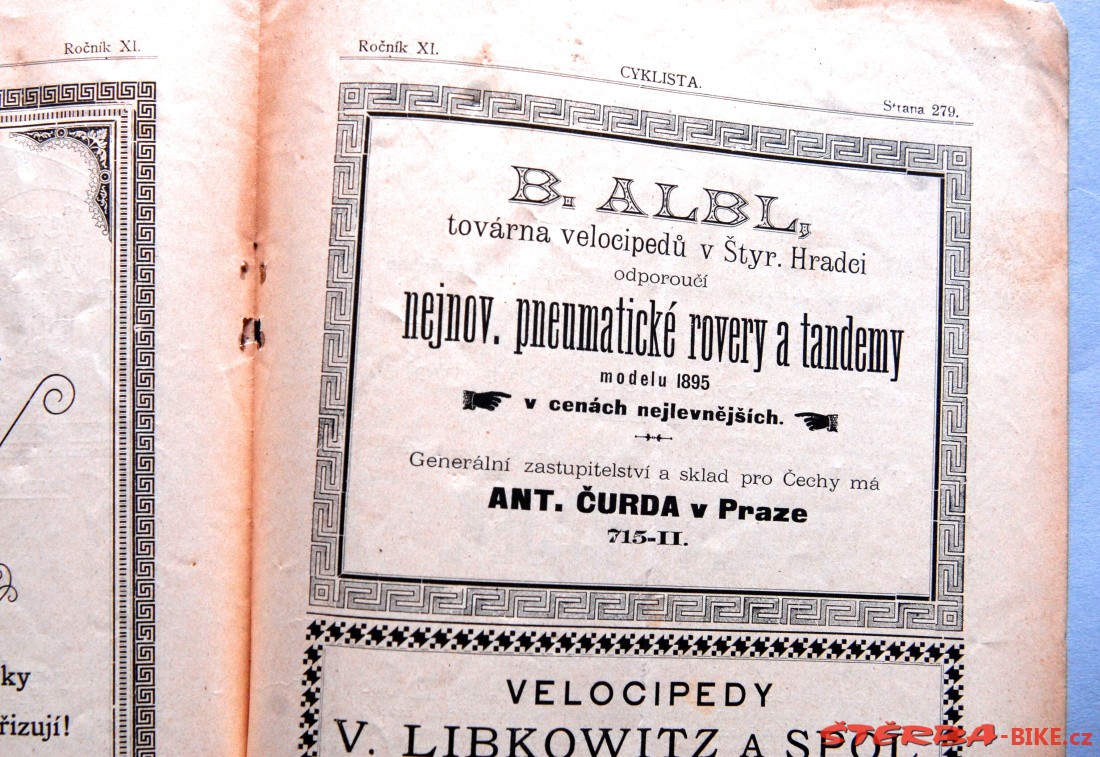 Ročník XI.
ky
řizují!
Ročník XI.
CYKLISTA.
Strana 279.
B. ALBL,
továrna velocipedů v Štyr. Hradci
odporoučí
nejnov. pneumatické rovery a tandemy
modelu 1895
v cenách nejlevnějších.
Generální zastupitelství a sklad pro Čechy má
ANT. ČURDA v Praze
715-II.
VELOCIPEDY
V. LIBKOWITZ A SPOL
ŠTĚRBA-BIKE.cz